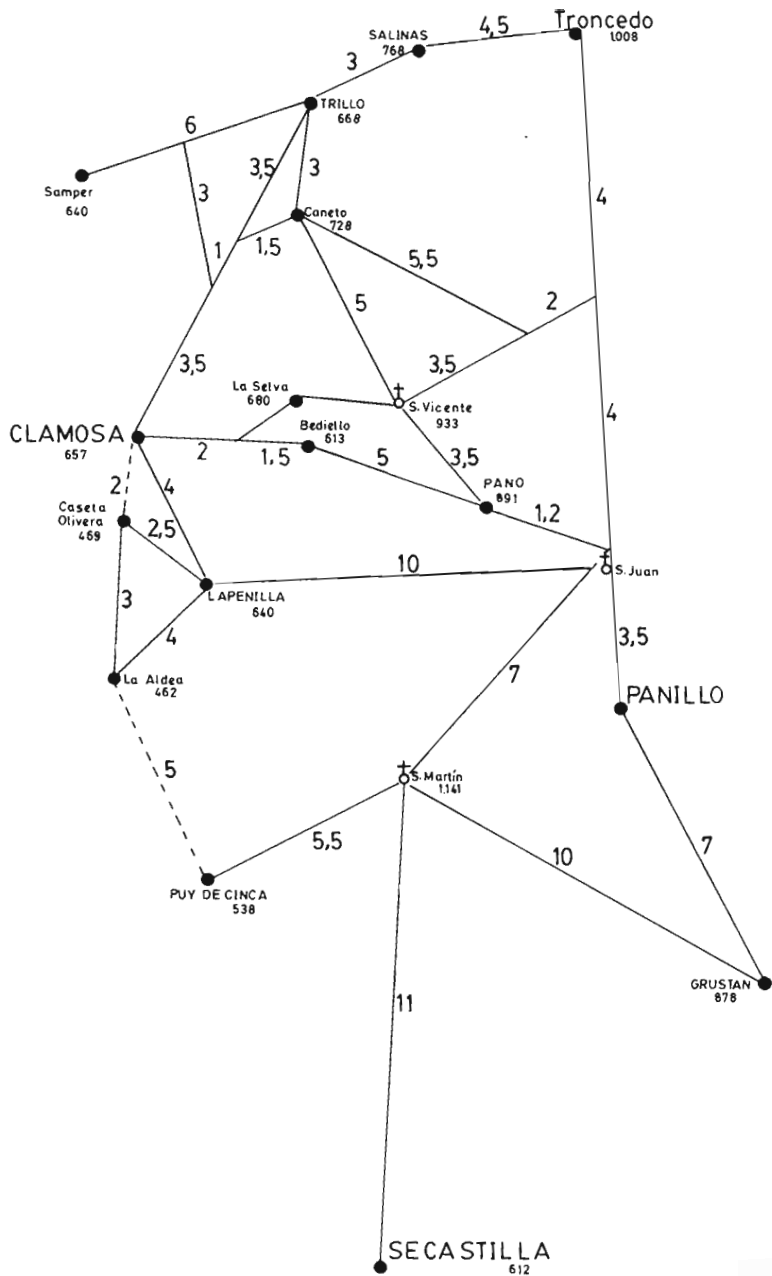 Troncedo
1.008
4,5
SALINAS
768
3
TRILLO
668
6
Samper
640
3
3,5
3
Caneto
728
1
1,5
4
5,5
2
5
3,5
3,5
La Selva
680
S. Vicente
933
CLAMOSA
657
Bediello
613
2
1,5
5
3,5
4
PANO
891
1,2
2
4
Caseta
Olivera
469
2,5
10
S. Juan
LAPENILLA
640
3
4
3,5
La Aldea
462
7
PANILLO
5
S. Martín
1.141
5,5
10
7
PUY DE CINCA
538
GRUSTAN
878
11
SECASTILLA
612